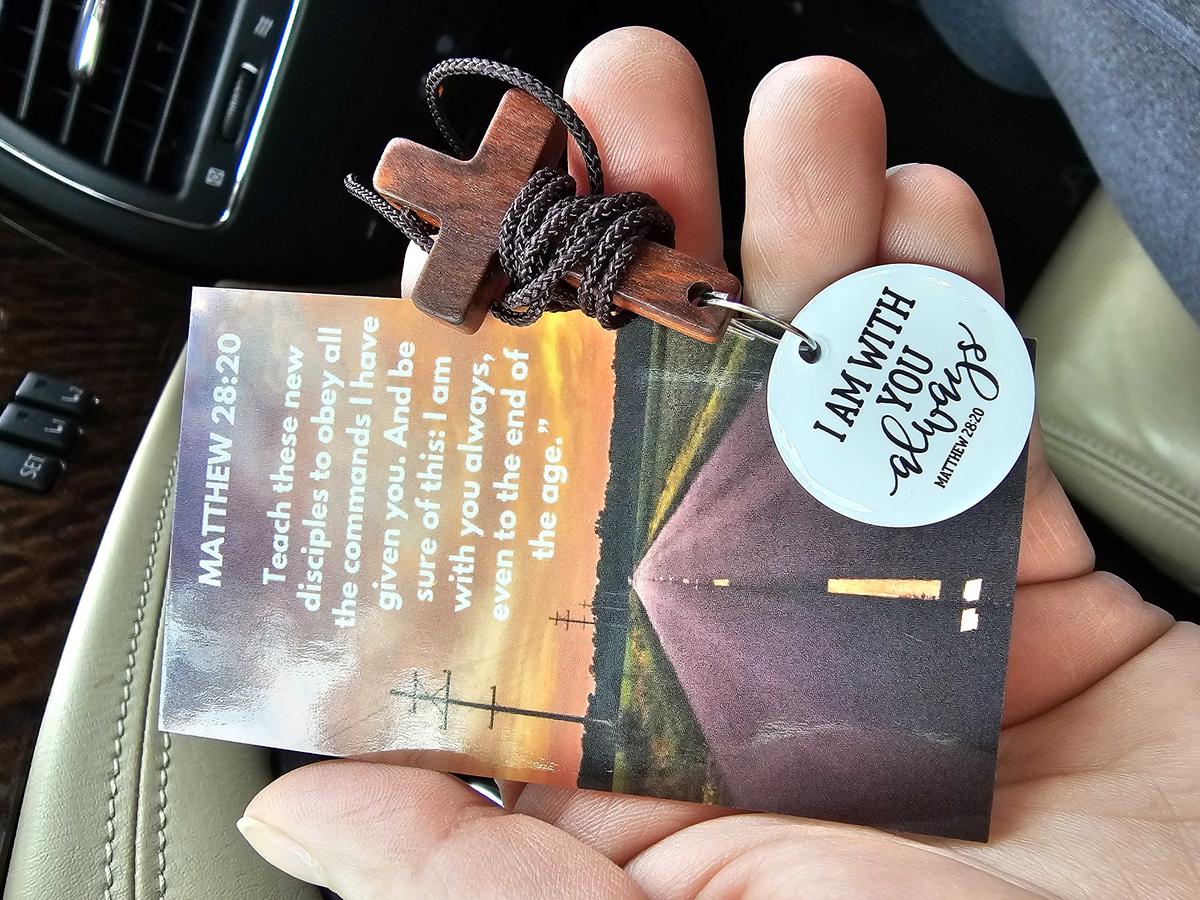 MATTHEW 28:20
Teach these new
disciples to obey all
the commands I have
given you. And be
sure of this: I am
with you always,
even to the end of
the age.”
I AM WITH
YOU
always
MATTHEW 28:20
SET